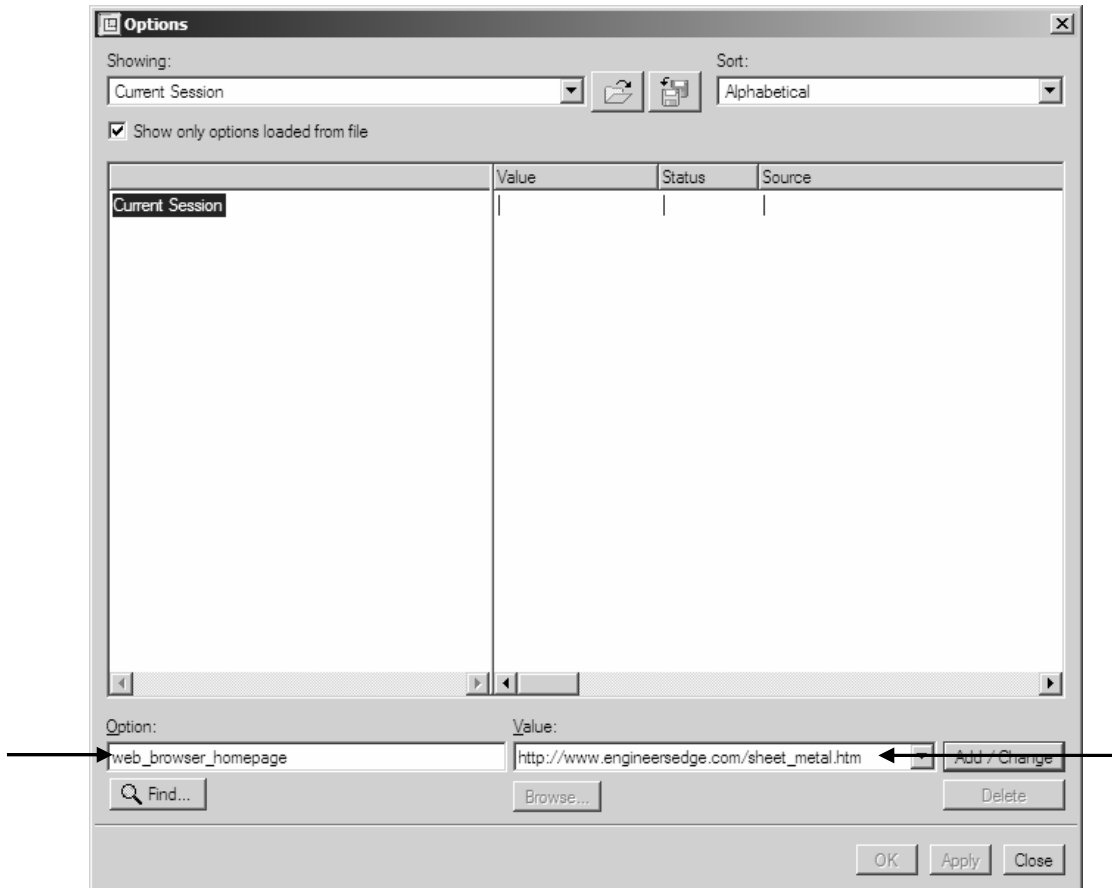 Options
Showing:
Sort:
Current Session
Alphabetical
Show only options loaded from file
Value Status Source
Current Session
Option:
Value:
web_browser_homepage
http://www.engineersedge.com/sheet_metal.htm
Add / Change
Find...
Browse...
Delete
OK
Apply
Close